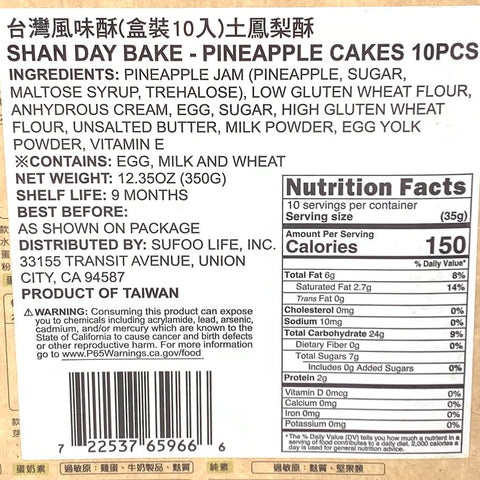 台灣風味酥(盒裝10入)土鳳梨酥
SHAN DAY BAKE - PINEAPPLE CAKES 10PCS
INGREDIENTS: PINEAPPLE JAM (PINEAPPLE, SUGAR,
MALTOSE SYRUP, TREHALOSE), LOW GLUTEN WHEAT FLOUR,
ANHYDROUS CREAM, EGG, SUGAR, HIGH GLUTEN WHEAT
FLOUR, UNSALTED BUTTER, MILK POWDER, EGG YOLK
POWDER, VITAMIN E
※CONTAINS: EGG, MILK AND WHEAT
NET WEIGHT: 12.35OZ (350G)
SHELF LIFE: 9 MONTHS
BEST BEFORE:
AS SHOWN ON PACKAGE
DISTRIBUTED BY: SUFOO LIFE, INC.
33155 TRANSIT AVENUE, UNION
CITY, CA 94587
PRODUCT OF TAIWAN
⚠WARNING: Consuming this product can expose
you to chemicals including acrylamide, lead, arsenic,
cadmium, and/or mercury which are known to the
State of California to cause cancer and birth defects
or other reproductive harm. For more information
go to www.P65Warnings.ca.gov/food
7 22537 65966 6
Nutrition Facts
10 servings per container
Serving size (35g)
Amount Per Serving
Calories 150
% Daily Value*
Total Fat 6g 8%
Saturated Fat 2.7g 14%
Trans Fat 0g
Cholesterol 0mg 0%
Sodium 10mg 0%
Total Carbohydrate 24g 9%
Dietary Fiber 0g 0%
Total Sugars 7g
Includes 0g Added Sugars 0%
Protein 2g
Vitamin D 0mcg 0%
Calcium 0mg 0%
Iron 0mg 0%
Potassium 0mg 0%
*The % Daily Value (DV) tells you how much a nutrient in a
serving of food contributes to a daily diet. 2,000 calories a
day is used for general nutrition advice.
蛋奶素 過敏原：雞蛋、牛奶製品、麩質 純素 過敏原：麩質、堅果類